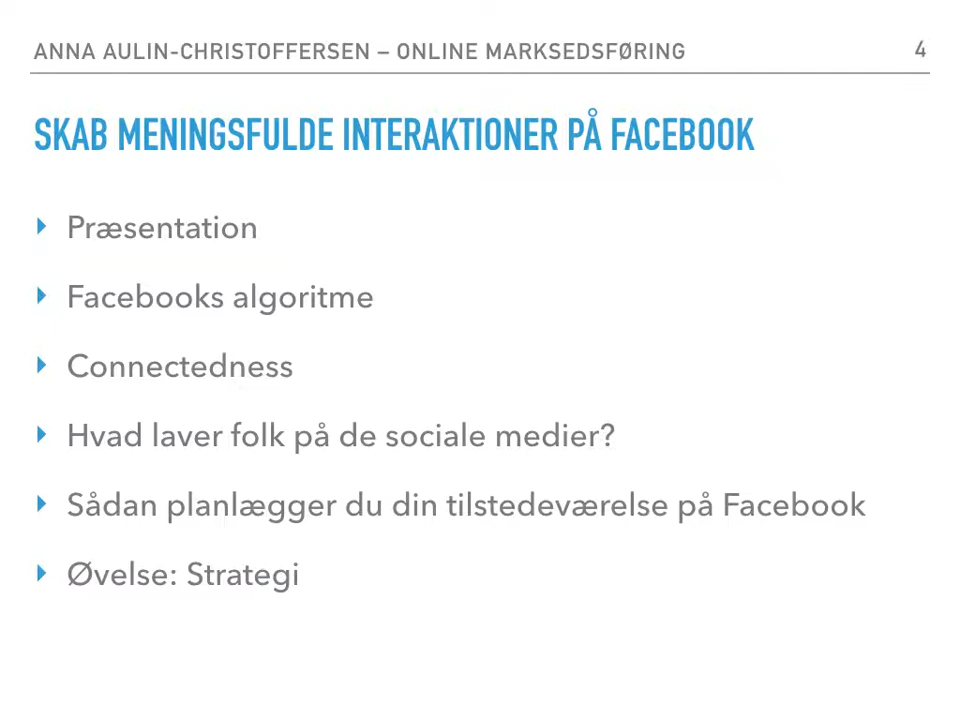 ANNA AULIN-CHRISTOFFERSEN – ONLINE MARKSEDSFØRING 4
SKAB MENINGSFULDE INTERAKTIONER PÅ FACEBOOK
Præsentation
Facebooks algoritme
Connectedness
Hvad laver folk på de sociale medier?
Sådan planlægger du din tilstedeværelse på Facebook
Øvelse: Strategi